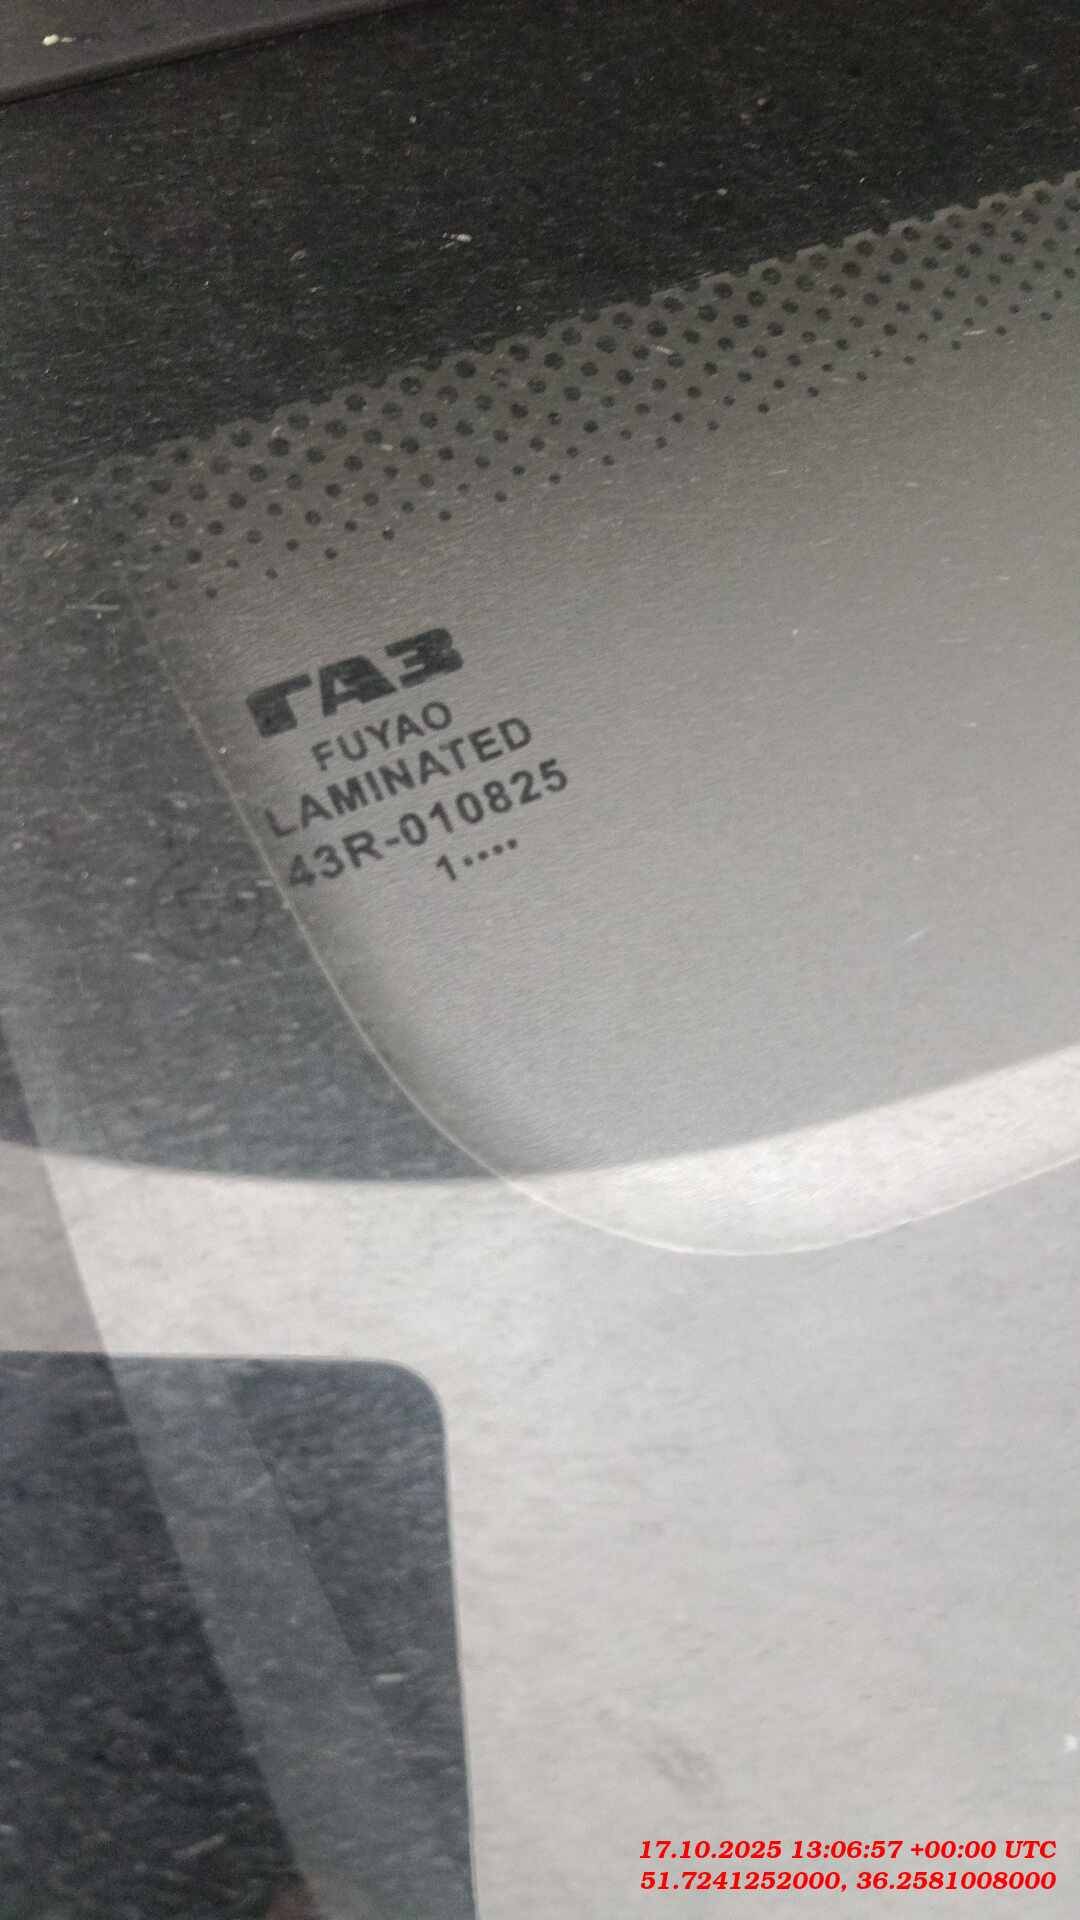 ГАЗ
FUYAO
LAMINATED
43R-010825
1····
17.10.2025 13:06:57 +00:00 UTC
51.7241252000, 36.2581008000